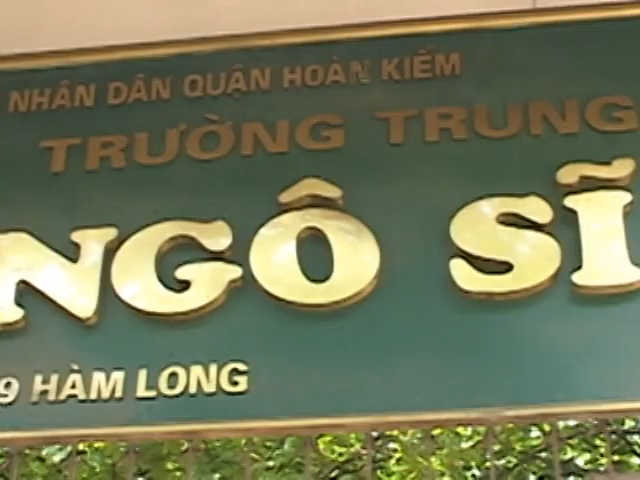 NHÂN DÂN QUẬN HOÀN KIẾM
TRƯỜNG TRUNG
NGÔ SĨ
9 HÀM LONG